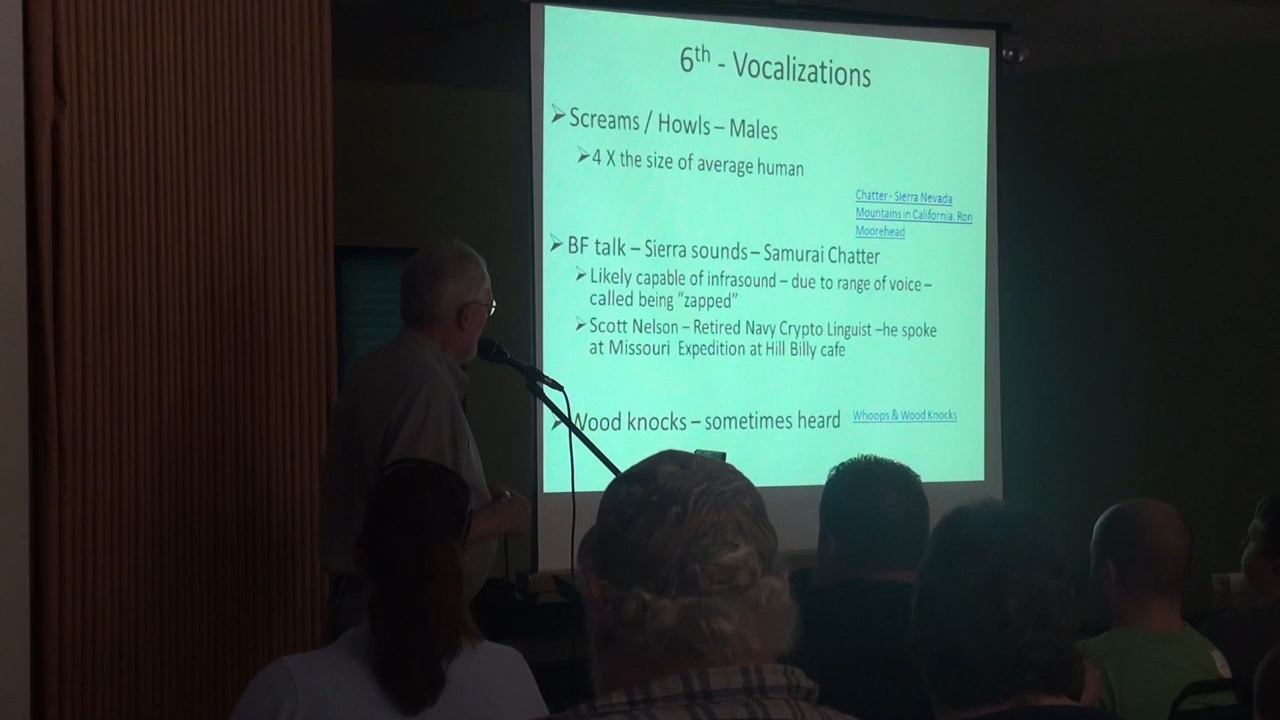 6th - Vocalizations
Screams / Howls – Males
4 X the size of average human
Chatter - Sierra Nevada
Mountains in California. Ron
Moorehead
BF talk – Sierra sounds – Samurai Chatter
Likely capable of infrasound – due to range of voice –
called being “zapped”
Scott Nelson – Retired Navy Crypto Linguist –he spoke
at Missouri Expedition at Hill Billy cafe
Wood knocks – sometimes heard
Whoops & Wood Knocks